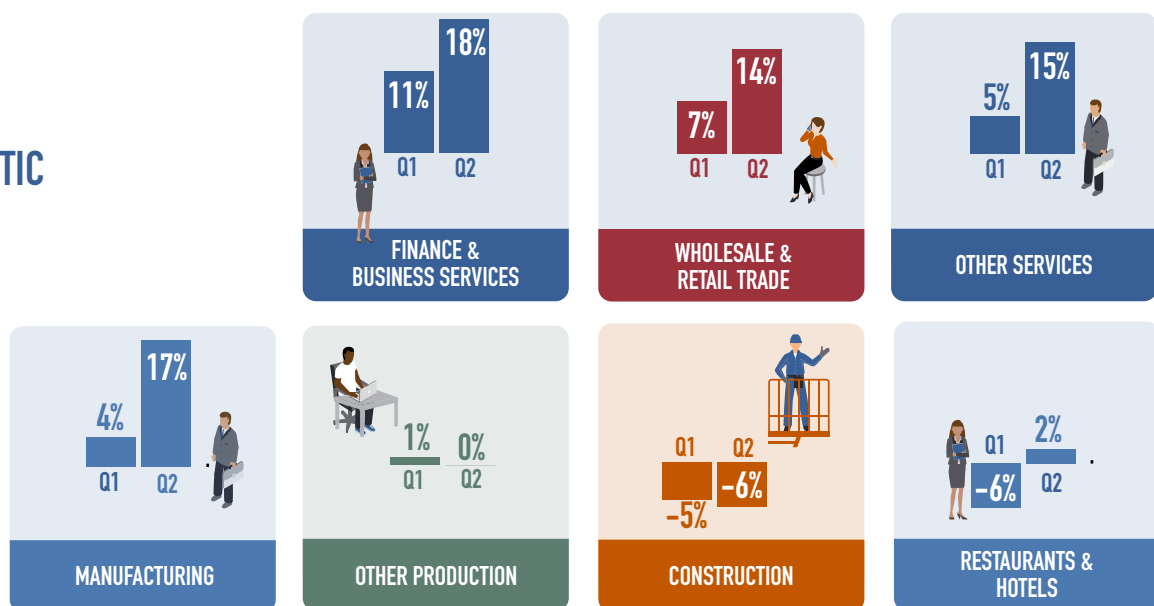 TIC
11%
18%
Q1
Q2
FINANCE &
BUSINESS SERVICES
7%
14%
Q1
Q2
WHOLESALE &
RETAIL TRADE
5%
15%
Q1
Q2
OTHER SERVICES
4%
17%
Q1
Q2
MANUFACTURING
1%
0%
Q1
Q2
OTHER PRODUCTION
Q1
Q2
–5%
–6%
CONSTRUCTION
Q1
2%
–6%
Q2
RESTAURANTS &
HOTELS